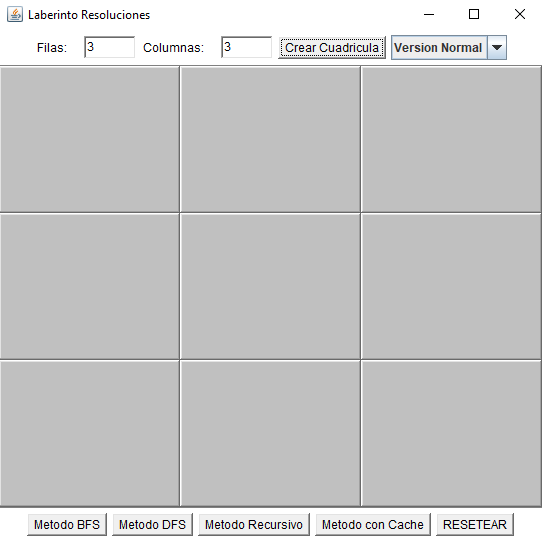 Laberinto Resoluciones
Filas: 3 Columnas: 3 Crear Cuadricula Version Normal
Metodo BFS Metodo DFS Metodo Recursivo Metodo con Cache RESETEAR